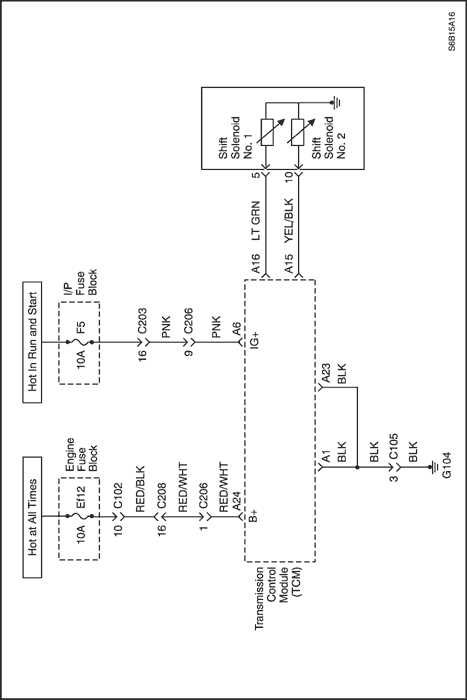 S6B15A16
Hot at All Times
Engine
Fuse
Block
Ef12
10A
10
C102
RED/BLK
16
C208
RED/WHT
1
C206
RED/WHT
A24
B+
Hot In Run and Start
I/P
Fuse
Block
F5
10A
16
C203
PNK
9
C206
PNK
A6
IG+
Shift
Solenoid
No. 1
Shift
Solenoid
No. 2
5
10
LT GRN
YEL/BLK
A16
A15
Transmission
Control
Module
(TCM)
A1
A23
BLK
BLK
BLK
3
C105
BLK
G104